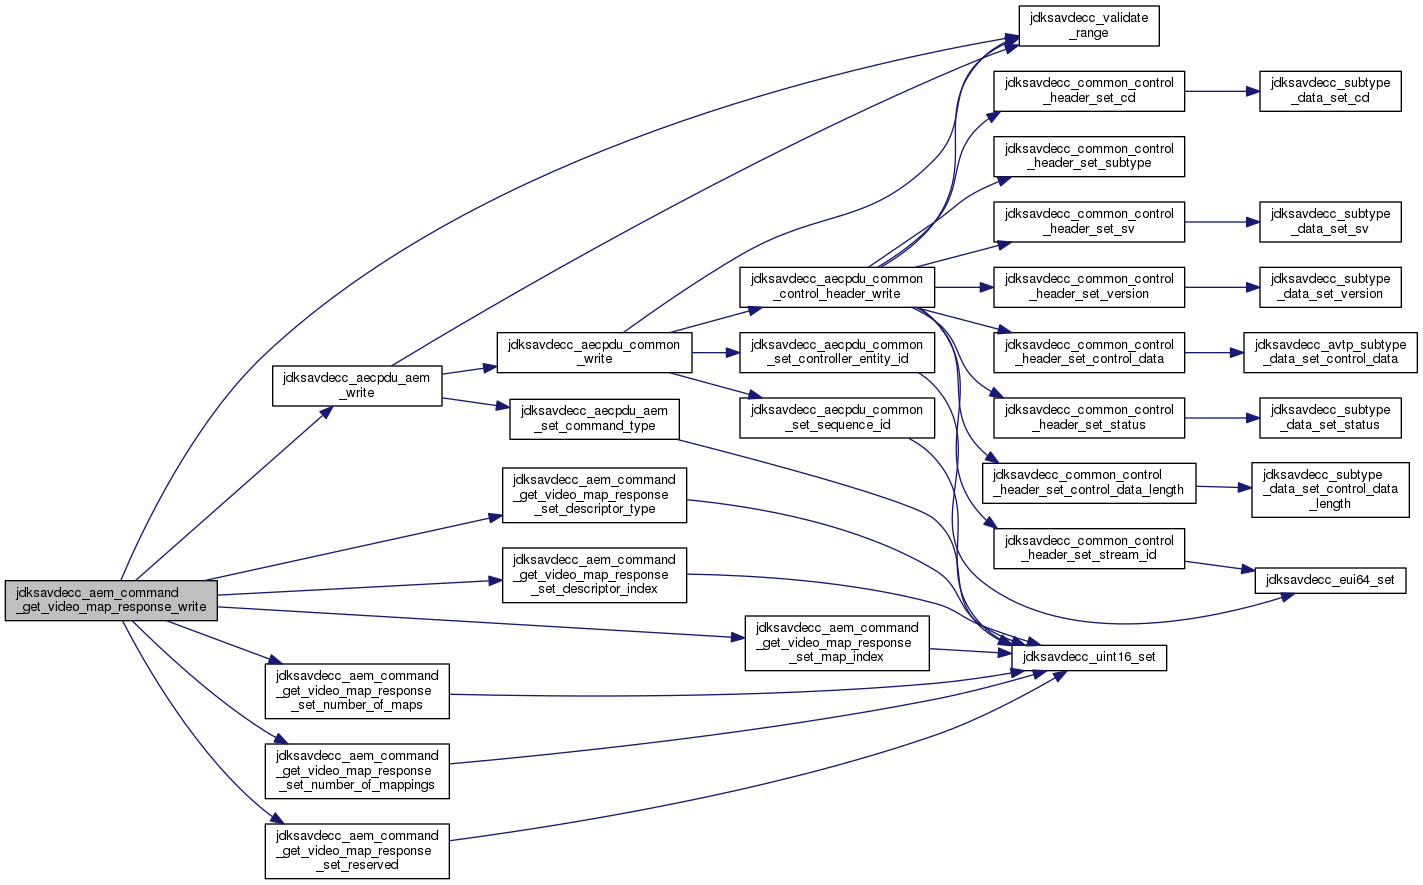 jdksavdecc_aem_command
_get_video_map_response_write
jdksavdecc_aecpdu_aem
_write
jdksavdecc_aem_command
_get_video_map_response
_set_number_of_maps
jdksavdecc_aem_command
_get_video_map_response
_set_number_of_mappings
jdksavdecc_aem_command
_get_video_map_response
_set_reserved
jdksavdecc_aecpdu_common
_write
jdksavdecc_aecpdu_aem
_set_command_type
jdksavdecc_aem_command
_get_video_map_response
_set_descriptor_type
jdksavdecc_aem_command
_get_video_map_response
_set_descriptor_index
jdksavdecc_aecpdu_common
_control_header_write
jdksavdecc_aecpdu_common
_set_controller_entity_id
jdksavdecc_aecpdu_common
_set_sequence_id
jdksavdecc_aem_command
_get_video_map_response
_set_map_index
jdksavdecc_validate
_range
jdksavdecc_common_control
_header_set_cd
jdksavdecc_common_control
_header_set_subtype
jdksavdecc_common_control
_header_set_sv
jdksavdecc_common_control
_header_set_version
jdksavdecc_common_control
_header_set_control_data
jdksavdecc_common_control
_header_set_status
jdksavdecc_common_control
_header_set_control_data_length
jdksavdecc_common_control
_header_set_stream_id
jdksavdecc_uint16_set
jdksavdecc_subtype
_data_set_cd
jdksavdecc_subtype
_data_set_sv
jdksavdecc_subtype
_data_set_version
jdksavdecc_avtp_subtype
_data_set_control_data
jdksavdecc_subtype
_data_set_status
jdksavdecc_subtype
_data_set_control_data
_length
jdksavdecc_eui64_set